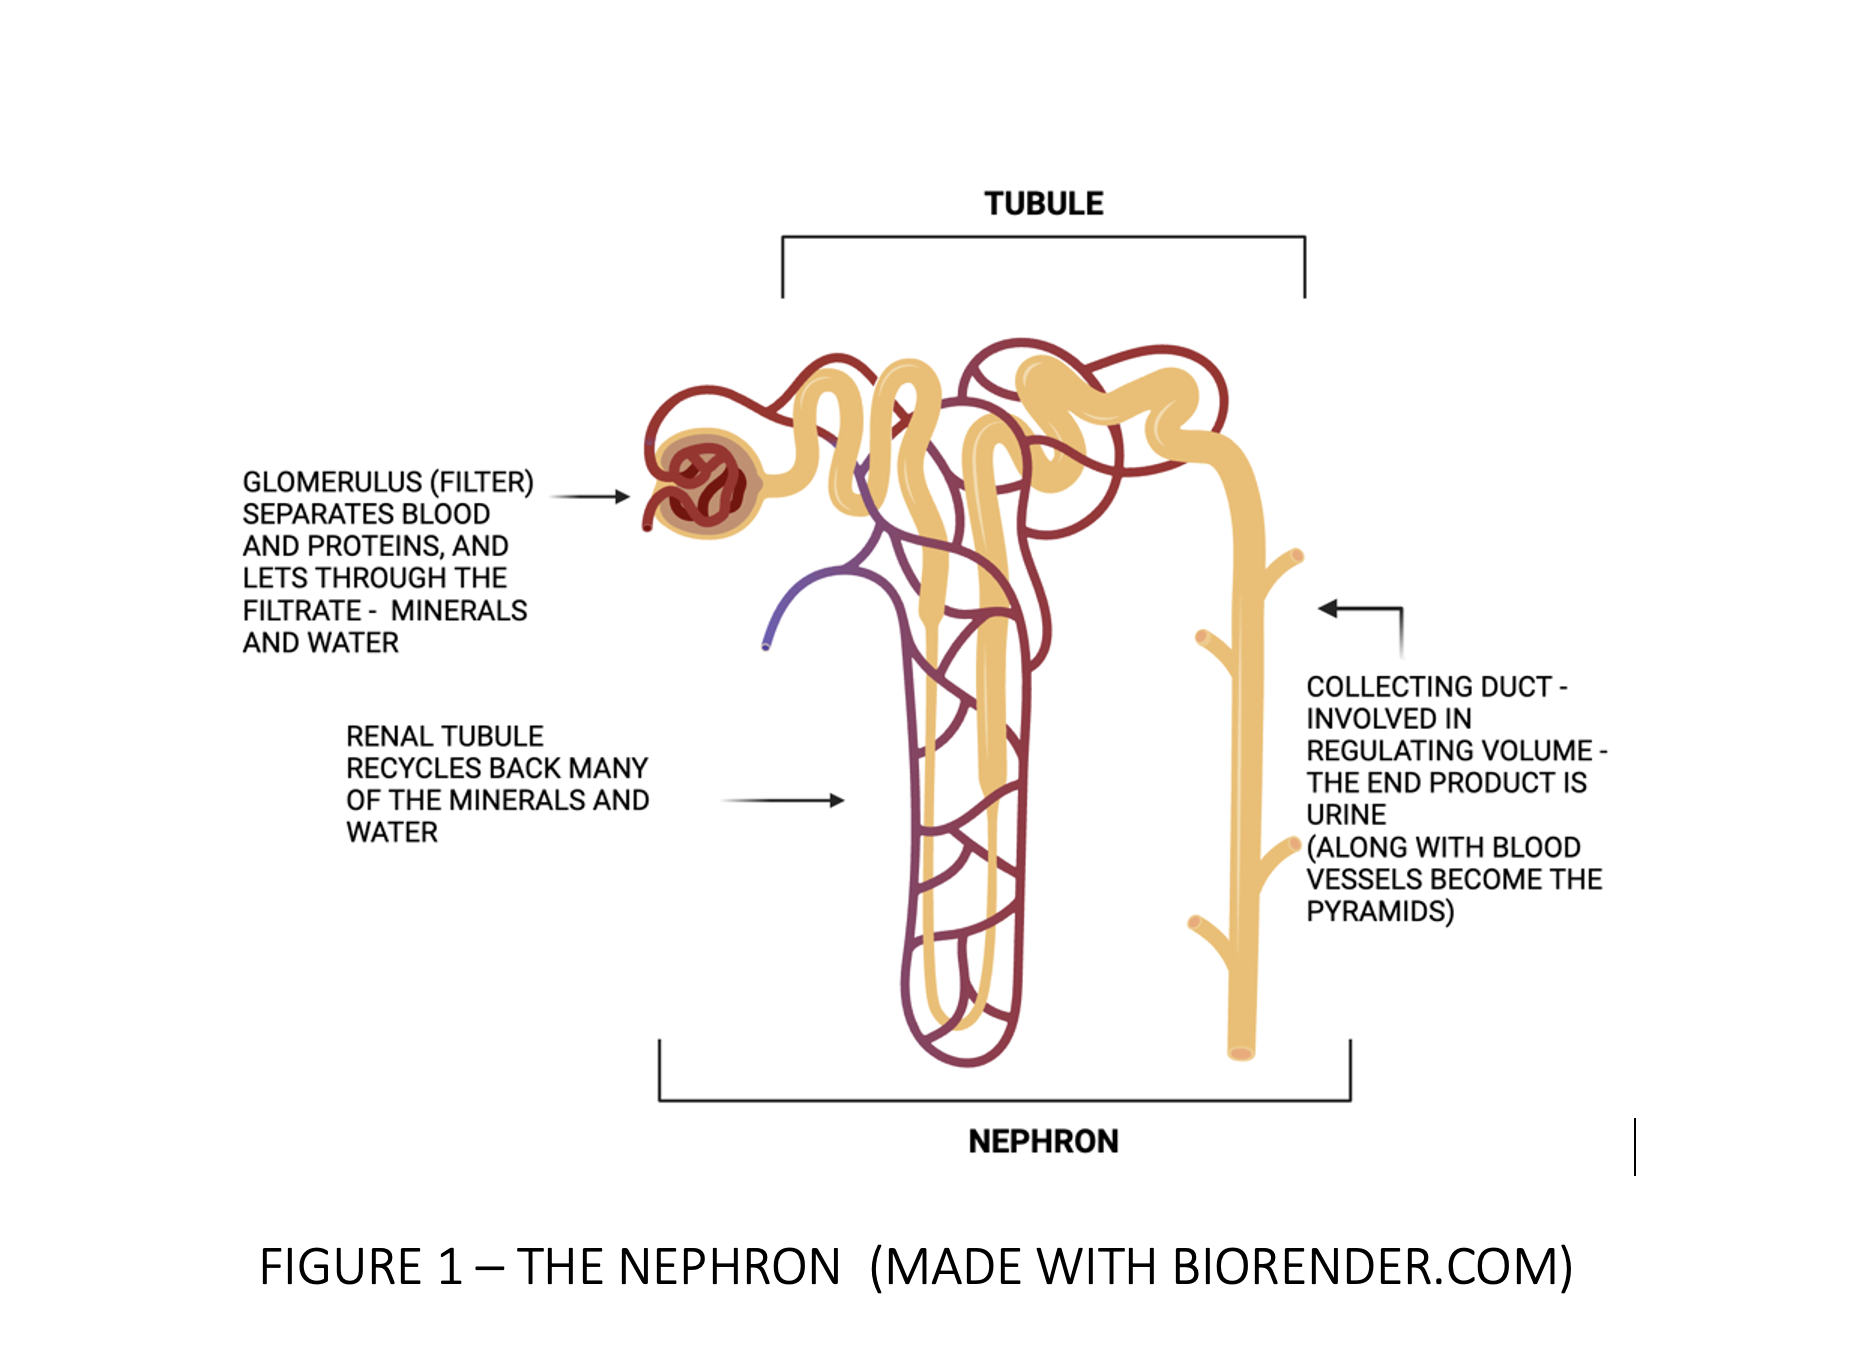 TUBULE
GLOMERULUS (FILTER)
SEPARATES BLOOD
AND PROTEINS, AND
LETS THROUGH THE
FILTRATE - MINERALS
AND WATER
RENAL TUBULE
RECYCLES BACK MANY
OF THE MINERALS AND
WATER
COLLECTING DUCT -
INVOLVED IN
REGULATING VOLUME -
THE END PRODUCT IS
URINE
(ALONG WITH BLOOD
VESSELS BECOME THE
PYRAMIDS)
NEPHRON
FIGURE 1 – THE NEPHRON (MADE WITH BIORENDER.COM)